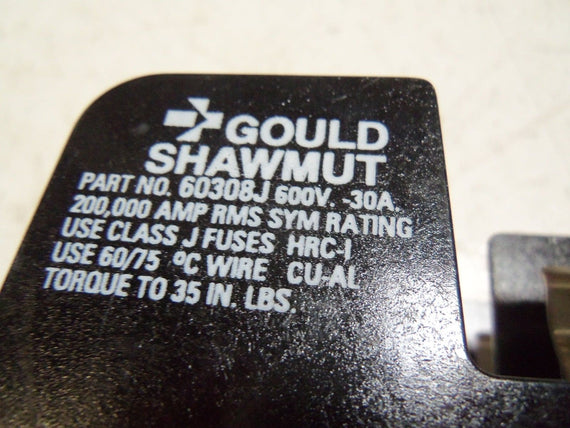 GOULD
SHAWMUT
PART NO. 60308J 600V. -30A.
200,000 AMP RMS SYM RATING
USE CLASS J FUSES HRC-I
USE 60/75 °C WIRE CU-AL
TORQUE TO 35 IN. LBS.